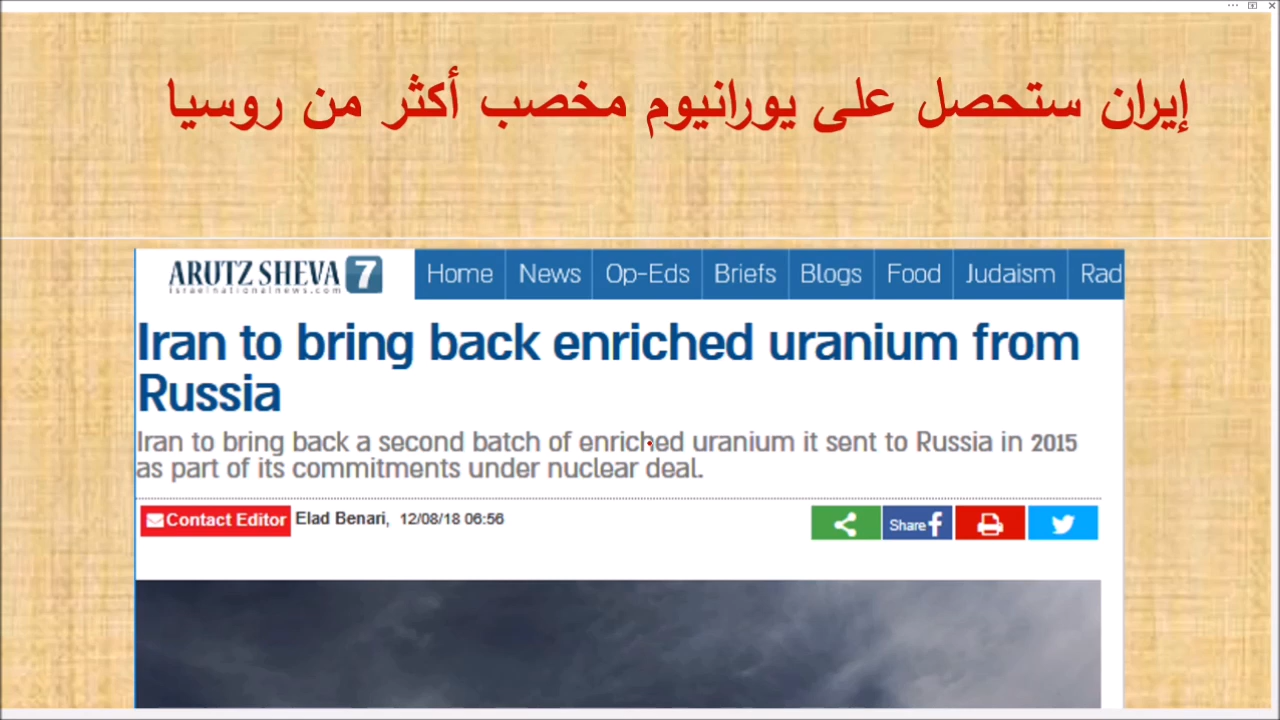 إيران ستحصل على يورانيوم مخصب أكثر من روسيا
ARUTZ SHEVA 7
israelnationalnews.com
Home News Op-Eds Briefs Blogs Food Judaism Rad
Iran to bring back enriched uranium from
Russia
Iran to bring back a second batch of enriched uranium it sent to Russia in 2015
as part of its commitments under nuclear deal.
Contact Editor Elad Benari, 12/08/18 06:56
Share